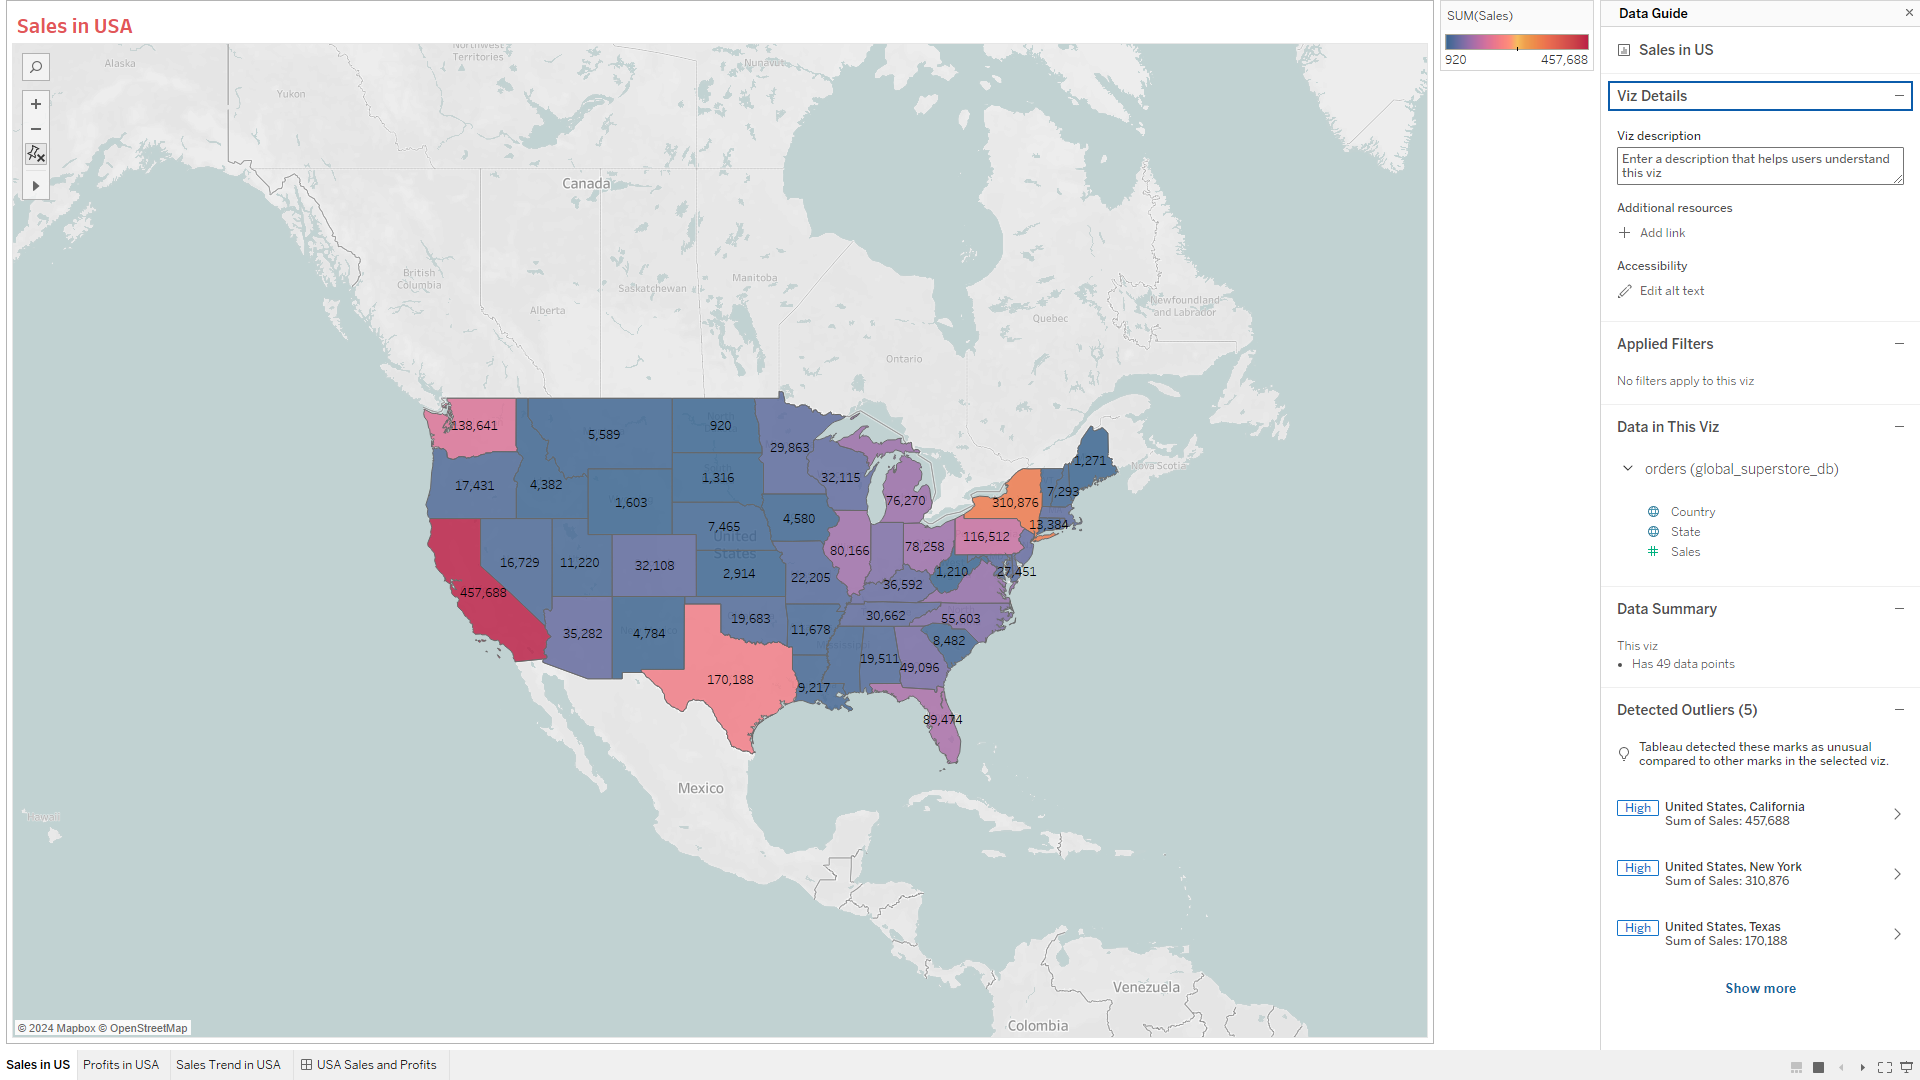 Sales in USA
SUM(Sales)
920 457,688
Northwest
Territories
Alaska
Nunavut
Yukon
Canada
British
Columbia
Alberta
Saskatchewan
Manitoba
Ontario
Quebec
Newfoundland
and Labrador
Nova Scotia
138,641
5,589
920
29,863
1,271
17,431
4,382
1,603
1,316
32,115
76,270
310,876
7,293
13,384
7,465
4,580
United
States
116,512
80,166
78,258
16,729
11,220
32,108
2,914
22,205
36,592
1,210
27,451
457,688
35,282
4,784
19,683
11,678
30,662
55,603
8,482
19,511
49,096
170,188
9,217
89,474
Mexico
Hawaii
Venezuela
Colombia
© 2024 Mapbox © OpenStreetMap
Data Guide
Sales in US
Viz Details
Viz description
Enter a description that helps users understand
this viz
Additional resources
Add link
Accessibility
Edit alt text
Applied Filters
No filters apply to this viz
Data in This Viz
orders (global_superstore_db)
Country
State
Sales
Data Summary
This viz
• Has 49 data points
Detected Outliers (5)
Tableau detected these marks as unusual
compared to other marks in the selected viz.
High United States, California
Sum of Sales: 457,688
High United States, New York
Sum of Sales: 310,876
High United States, Texas
Sum of Sales: 170,188
Show more
Sales in US Profits in USA Sales Trend in USA USA Sales and Profits